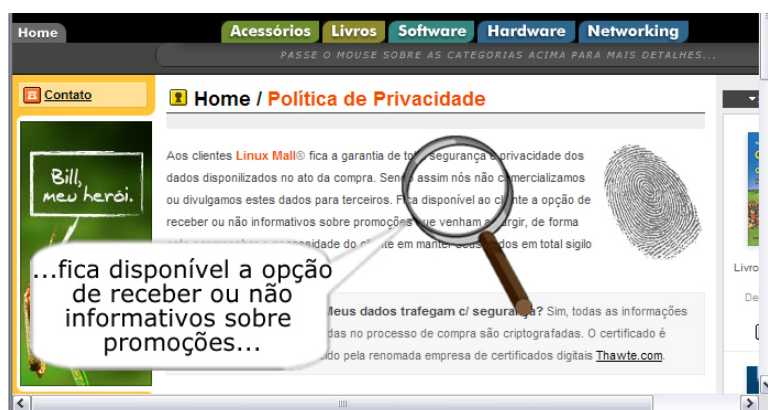 Home
Acessórios Livros Software Hardware Networking
PASSE O MOUSE SOBRE AS CATEGORIAS ACIMA PARA MAIS DETALHES...
Contato
Home / Política de Privacidade
Bill,
meu herói.
Aos clientes Linux Mall® fica a garantia de total segurança e privacidade dos
dados disponilizados no ato da compra. Sendo assim nós não comercializamos
ou divulgamos estes dados para terceiros. Fica disponível ao cliente a opção de
receber ou não informativos sobre promoções que venham a surgir, de forma
do cliente em manter seus dados em total sigilo
...fica disponível a opção
de receber ou não
informativos sobre
promoções...
Meus dados trafegam c/ segurança? Sim, todas as informações
no processo de compra são criptografadas. O certificado é
pela renomada empresa de certificados digitais Thawte.com.
Livro
De